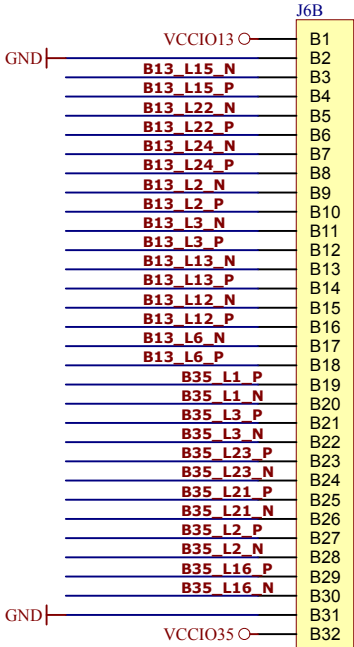 J6B
VCCIO13 B1
GND B2
B13_L15_N B3
B13_L15_P B4
B13_L22_N B5
B13_L22_P B6
B13_L24_N B7
B13_L24_P B8
B13_L2_N B9
B13_L2_P B10
B13_L3_N B11
B13_L3_P B12
B13_L13_N B13
B13_L13_P B14
B13_L12_N B15
B13_L12_P B16
B13_L6_N B17
B13_L6_P B18
B35_L1_P B19
B35_L1_N B20
B35_L3_P B21
B35_L3_N B22
B35_L23_P B23
B35_L23_N B24
B35_L21_P B25
B35_L21_N B26
B35_L2_P B27
B35_L2_N B28
B35_L16_P B29
B35_L16_N B30
GND B31
VCCIO35 B32